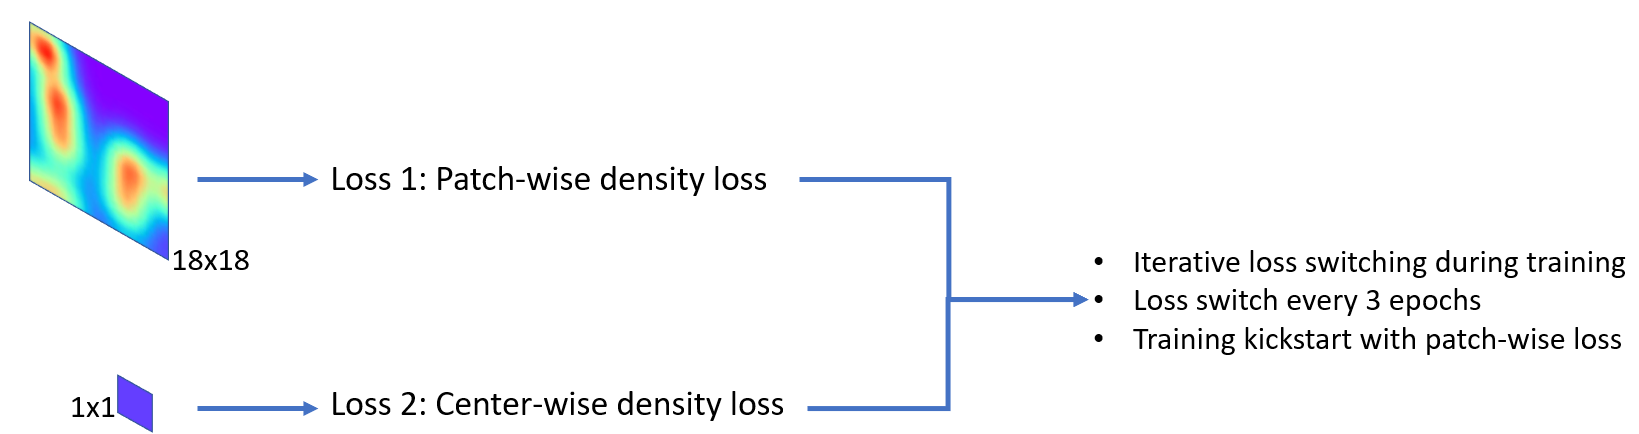 Loss 1: Patch-wise density loss
18x18
• Iterative loss switching during training
• Loss switch every 3 epochs
• Training kickstart with patch-wise loss
1x1
Loss 2: Center-wise density loss